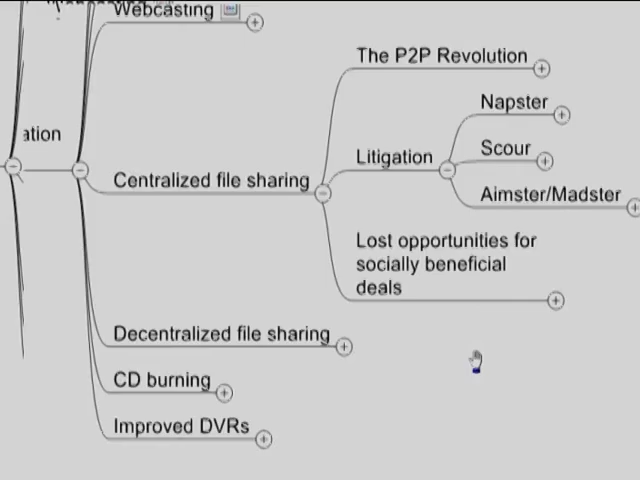 Webcasting
The P2P Revolution
Napster
ation
Litigation
Scour
Centralized file sharing
Aimster/Madster
Lost opportunities for
socially beneficial
deals
Decentralized file sharing
CD burning
Improved DVRs